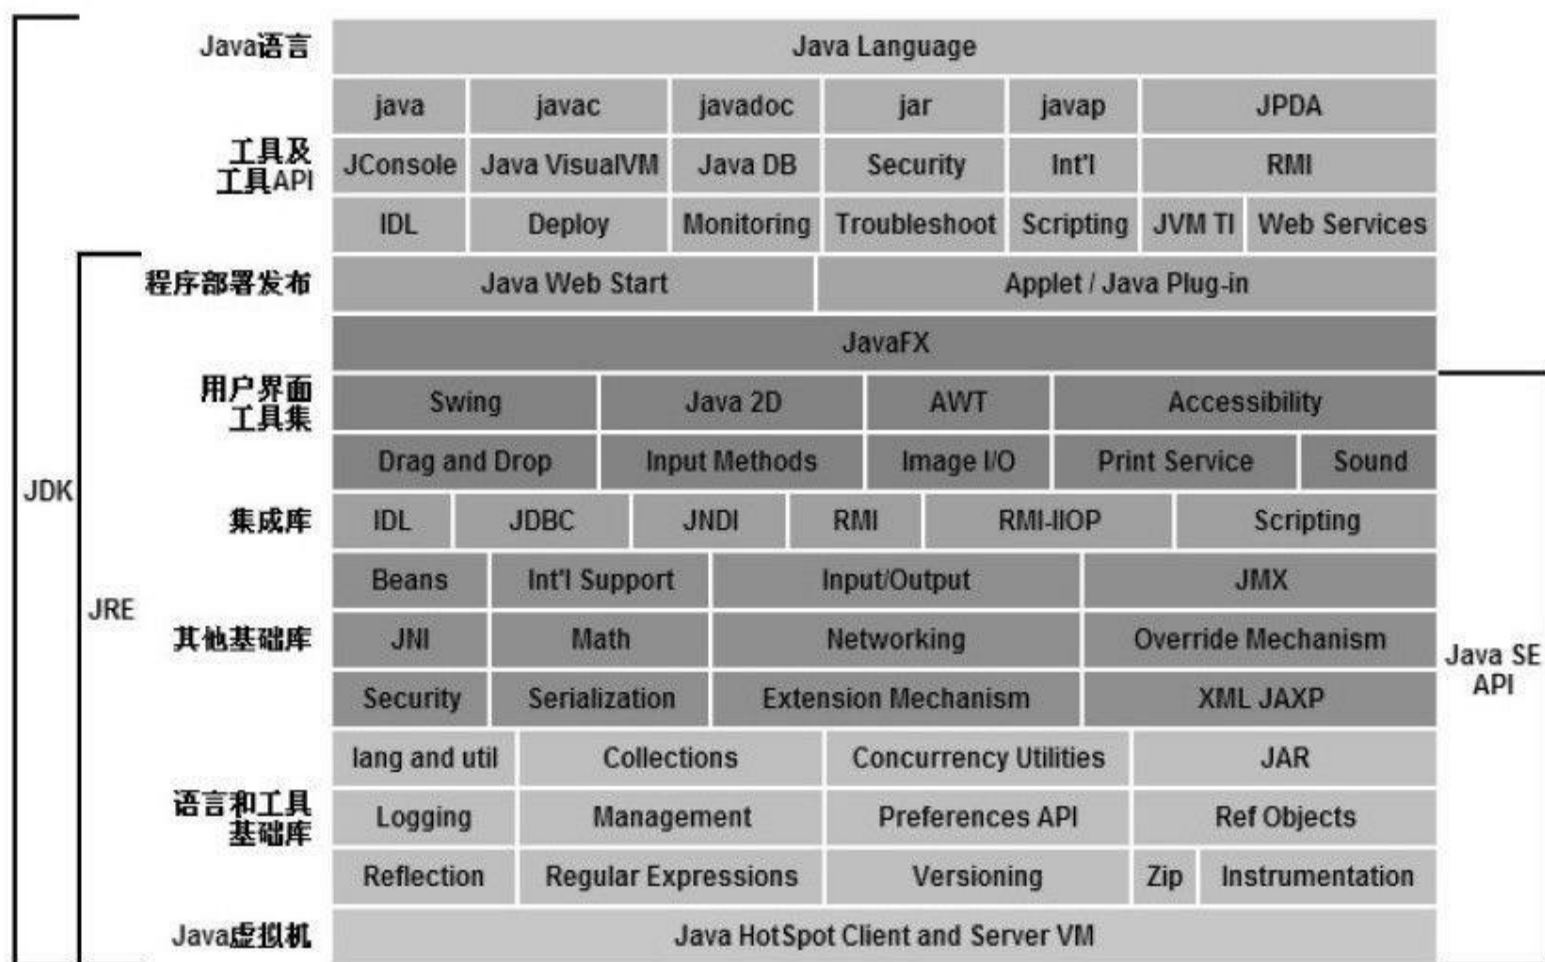 Java语言
Java Language
java javac javadoc jar javap JPDA
工具及
工具API
JConsole Java VisualVM Java DB Security Int'l RMI
IDL Deploy Monitoring Troubleshoot Scripting JVM TI Web Services
程序部署发布
Java Web Start Applet / Java Plug-in
JavaFX
用户界面
工具集
Swing Java 2D AWT Accessibility
Drag and Drop Input Methods Image I/O Print Service Sound
JDK
集成库
IDL JDBC JNDI RMI RMI-IIOP Scripting
Beans Int'l Support Input/Output JMX
JRE
其他基础库
JNI Math Networking Override Mechanism
Java SE
API
Security Serialization Extension Mechanism XML JAXP
lang and util Collections Concurrency Utilities JAR
语言和工具
基础库
Logging Management Preferences API Ref Objects
Reflection Regular Expressions Versioning Zip Instrumentation
Java虚拟机
Java HotSpot Client and Server VM